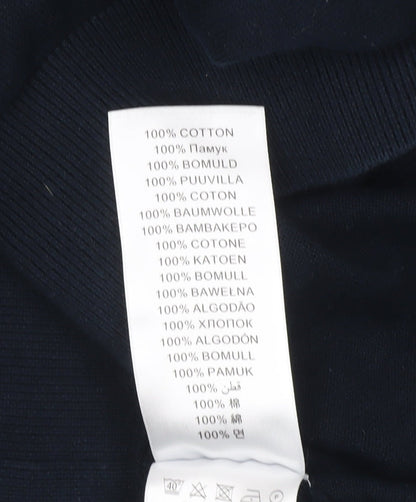 100% COTTON
100% Памук
100% BOMULD
100% PUUVILLA
100% COTON
100% BAUMWOLLE
100% ΒΑΜΒΑΚΕΡΟ
100% COTONE
100% KATOEN
100% BOMULL
100% BAWEŁNA
100% ALGODÃO
100% ХЛОПОК
100% ALGODÓN
100% BOMULL
100% PAMUK
100% قطن
100% 棉
100% 綿
100% 면
40